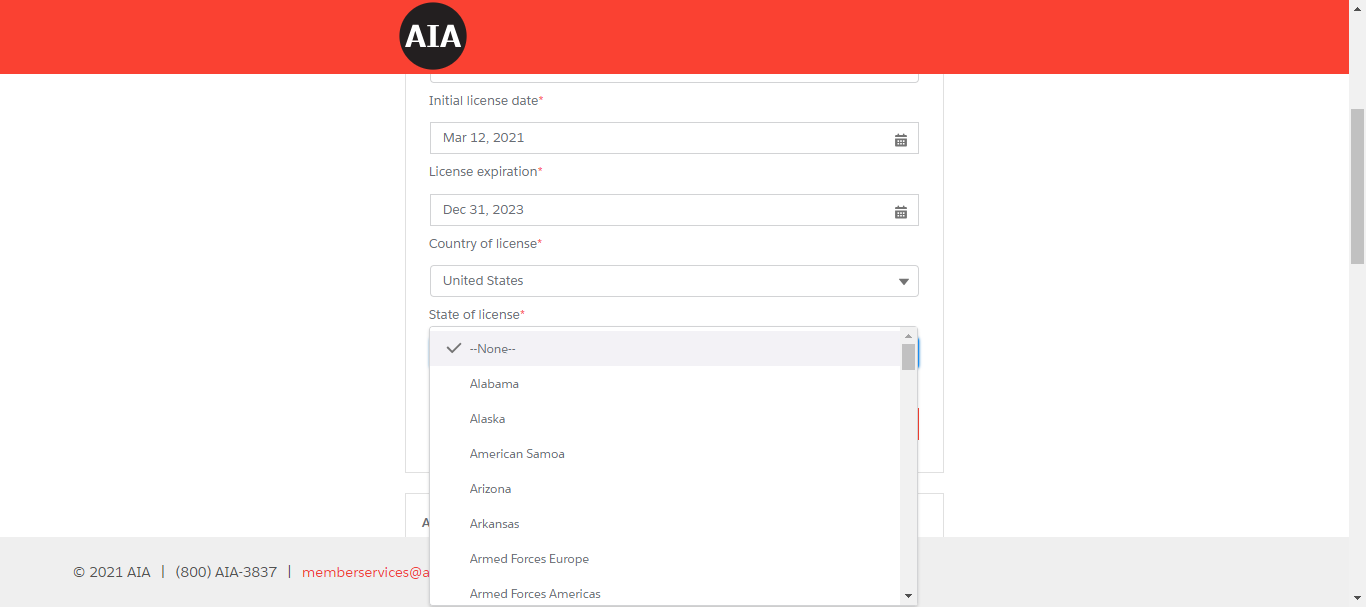 AIA
Initial license date*
Mar 12, 2021
License expiration*
Dec 31, 2023
Country of license*
United States
State of license*
--None--
Alabama
Alaska
American Samoa
Arizona
Arkansas
Armed Forces Europe
Armed Forces Americas
A
© 2021 AIA | (800) AIA-3837 | memberservices@a